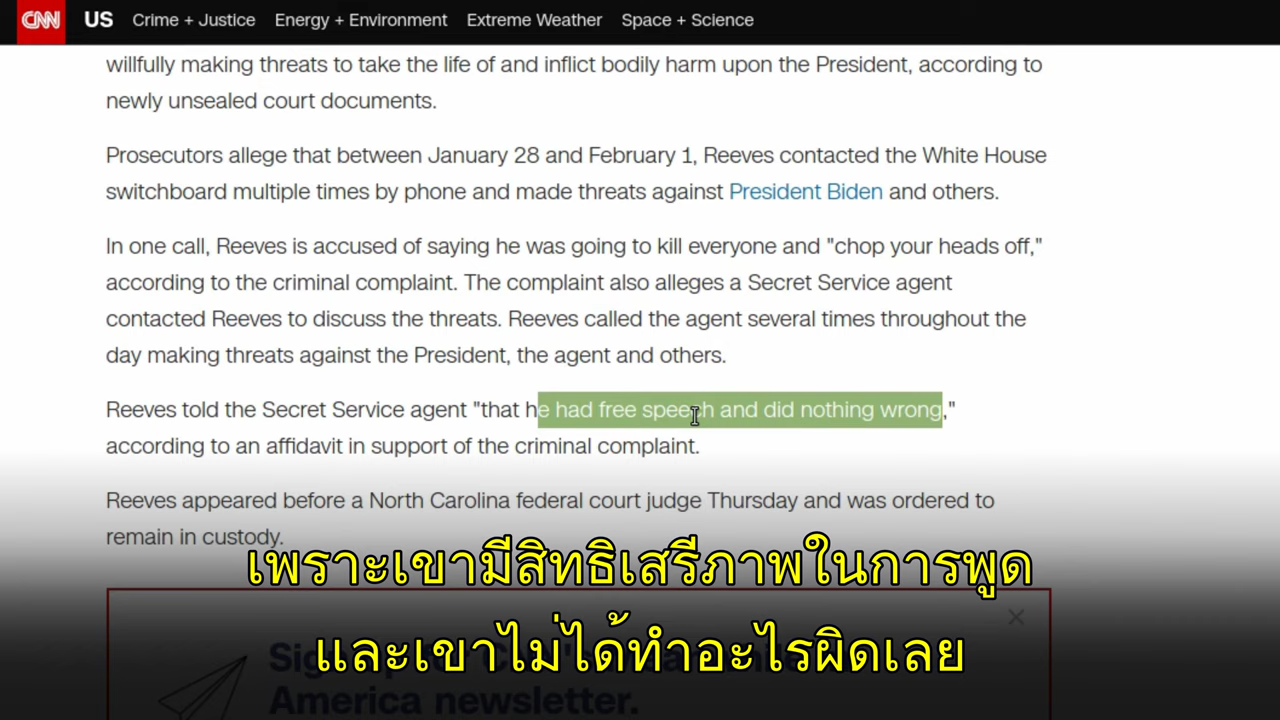 CNN US Crime + Justice Energy + Environment Extreme Weather Space + Science
willfully making threats to take the life of and inflict bodily harm upon the President, according to
newly unsealed court documents.
Prosecutors allege that between January 28 and February 1, Reeves contacted the White House
switchboard multiple times by phone and made threats against President Biden and others.
In one call, Reeves is accused of saying he was going to kill everyone and "chop your heads off,"
according to the criminal complaint. The complaint also alleges a Secret Service agent
contacted Reeves to discuss the threats. Reeves called the agent several times throughout the
day making threats against the President, the agent and others.
Reeves told the Secret Service agent "that he had free speech and did nothing wrong,"
according to an affidavit in support of the criminal complaint.
Reeves appeared before a North Carolina federal court judge Thursday and was ordered to
remain in custody.
เพราะเขามีสิทธิเสรีภาพในการพูด
และเขาไม่ได้ทำอะไรผิดเลย
America newsletter.